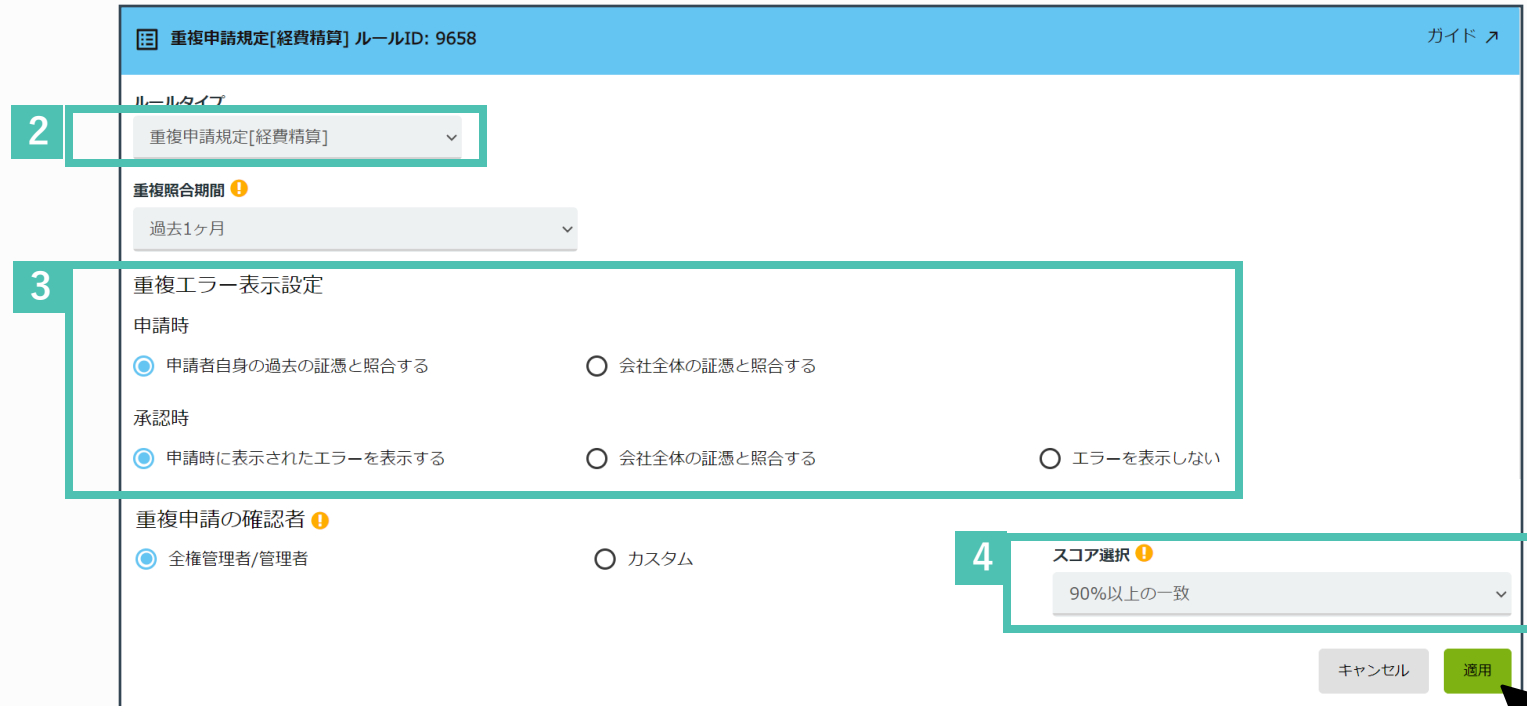 重複申請規定[経費精算] ルールID: 9658
ガイド
ルールタイプ
2
重複申請規定[経費精算]
重複照合期間
過去1ヶ月
3
重複エラー表示設定
申請時
申請者自身の過去の証憑と照合する
会社全体の証憑と照合する
承認時
申請時に表示されたエラーを表示する
会社全体の証憑と照合する
エラーを表示しない
重複申請の確認者
全権管理者/管理者
カスタム
4
スコア選択
90%以上の一致
キャンセル
適用